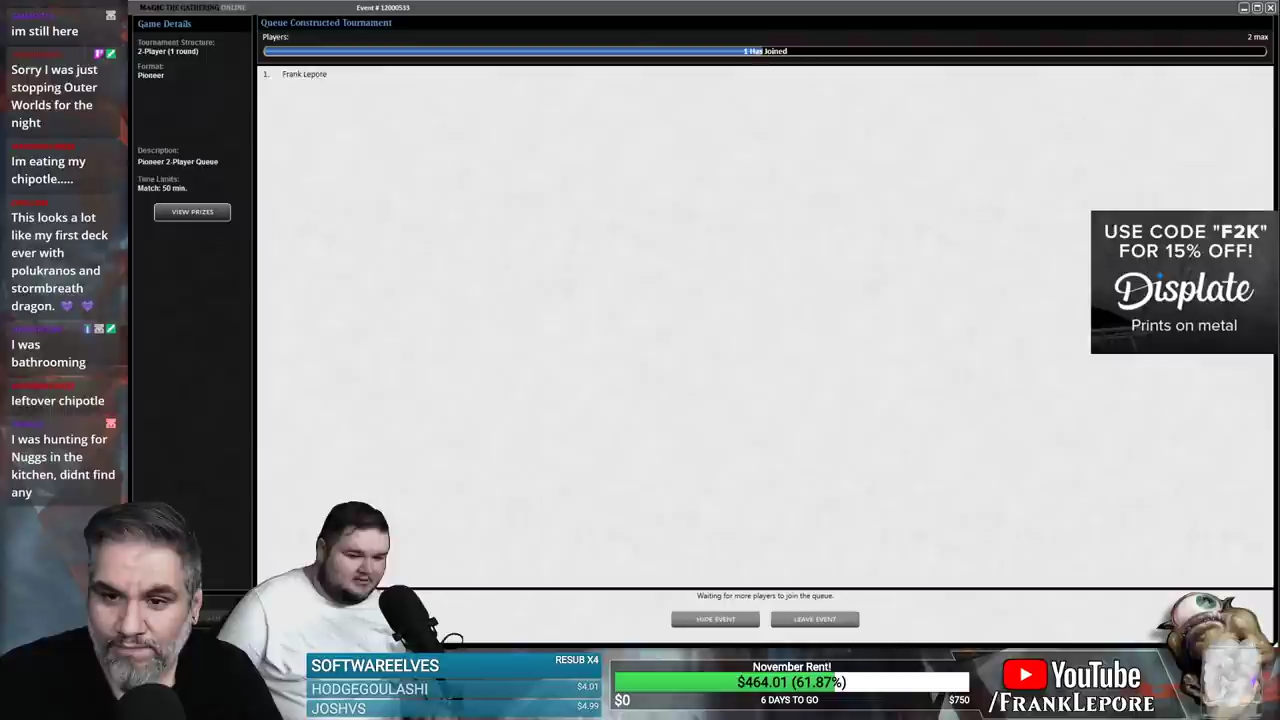 MAGIC THE GATHERING ONLINE
Event # 12000533
Game Details
Tournament Structure:
2-Player (1 round)
Format:
Pioneer
Description:
Pioneer 2-Player Queue
Time Limits:
Match: 50 min.
VIEW PRIZES
Queue Constructed Tournament
Players:
2 max
1 Has Joined
1. Frank Lepore
im still here
Sorry I was just
stopping Outer
Worlds for the
night
Im eating my
chipotle.....
This looks a lot
like my first deck
ever with
polukranos and
stormbreath
dragon. 💜 💜
I was
bathrooming
leftover chipotle
I was hunting for
Nuggs in the
kitchen, didnt find
any
USE CODE "F2K"
FOR 15% OFF!
Displate
Prints on metal
Waiting for more players to join the queue.
HIDE EVENT
LEAVE EVENT
SOFTWAREELVES
RESUB X4
HODGEGOULASHI
$4.01
JOSHVS
$4.99
November Rent!
$464.01 (61.87%)
$0
6 DAYS TO GO
$750
YouTube
/FRANKLEPORE